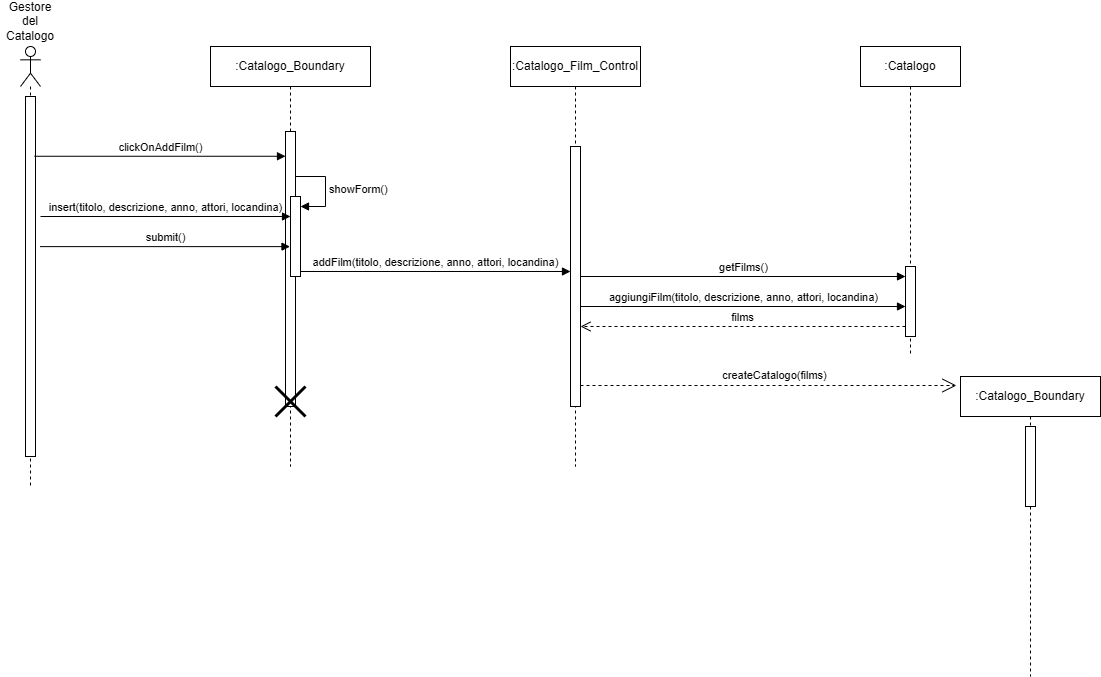 Gestore
del
Catalogo
:Catalogo_Boundary
:Catalogo_Film_Control
:Catalogo
clickOnAddFilm()
showForm()
insert(titolo, descrizione, anno, attori, locandina)
submit()
addFilm(titolo, descrizione, anno, attori, locandina)
getFilms()
aggiungiFilm(titolo, descrizione, anno, attori, locandina)
films
createCatalogo(films)
:Catalogo_Boundary